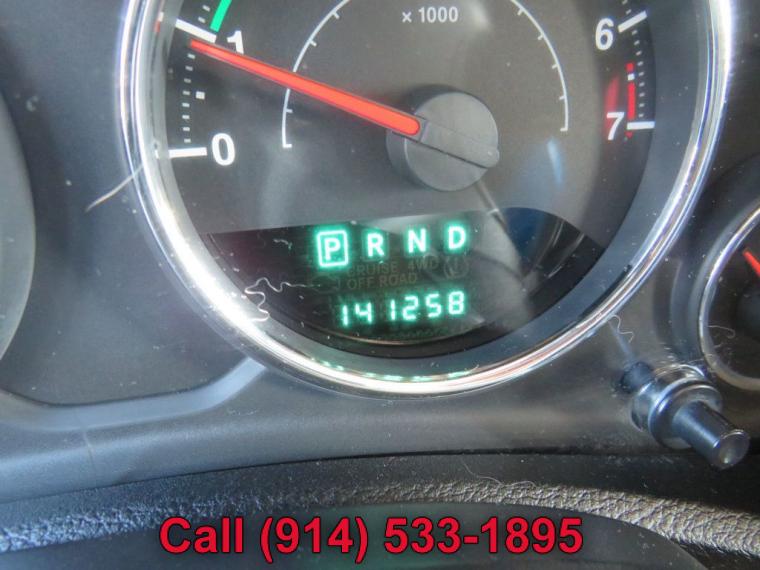 x 1000
1
6
0
7
P R N D
CRUISE 4WD
OFF ROAD
141258
Call (914) 533-1895